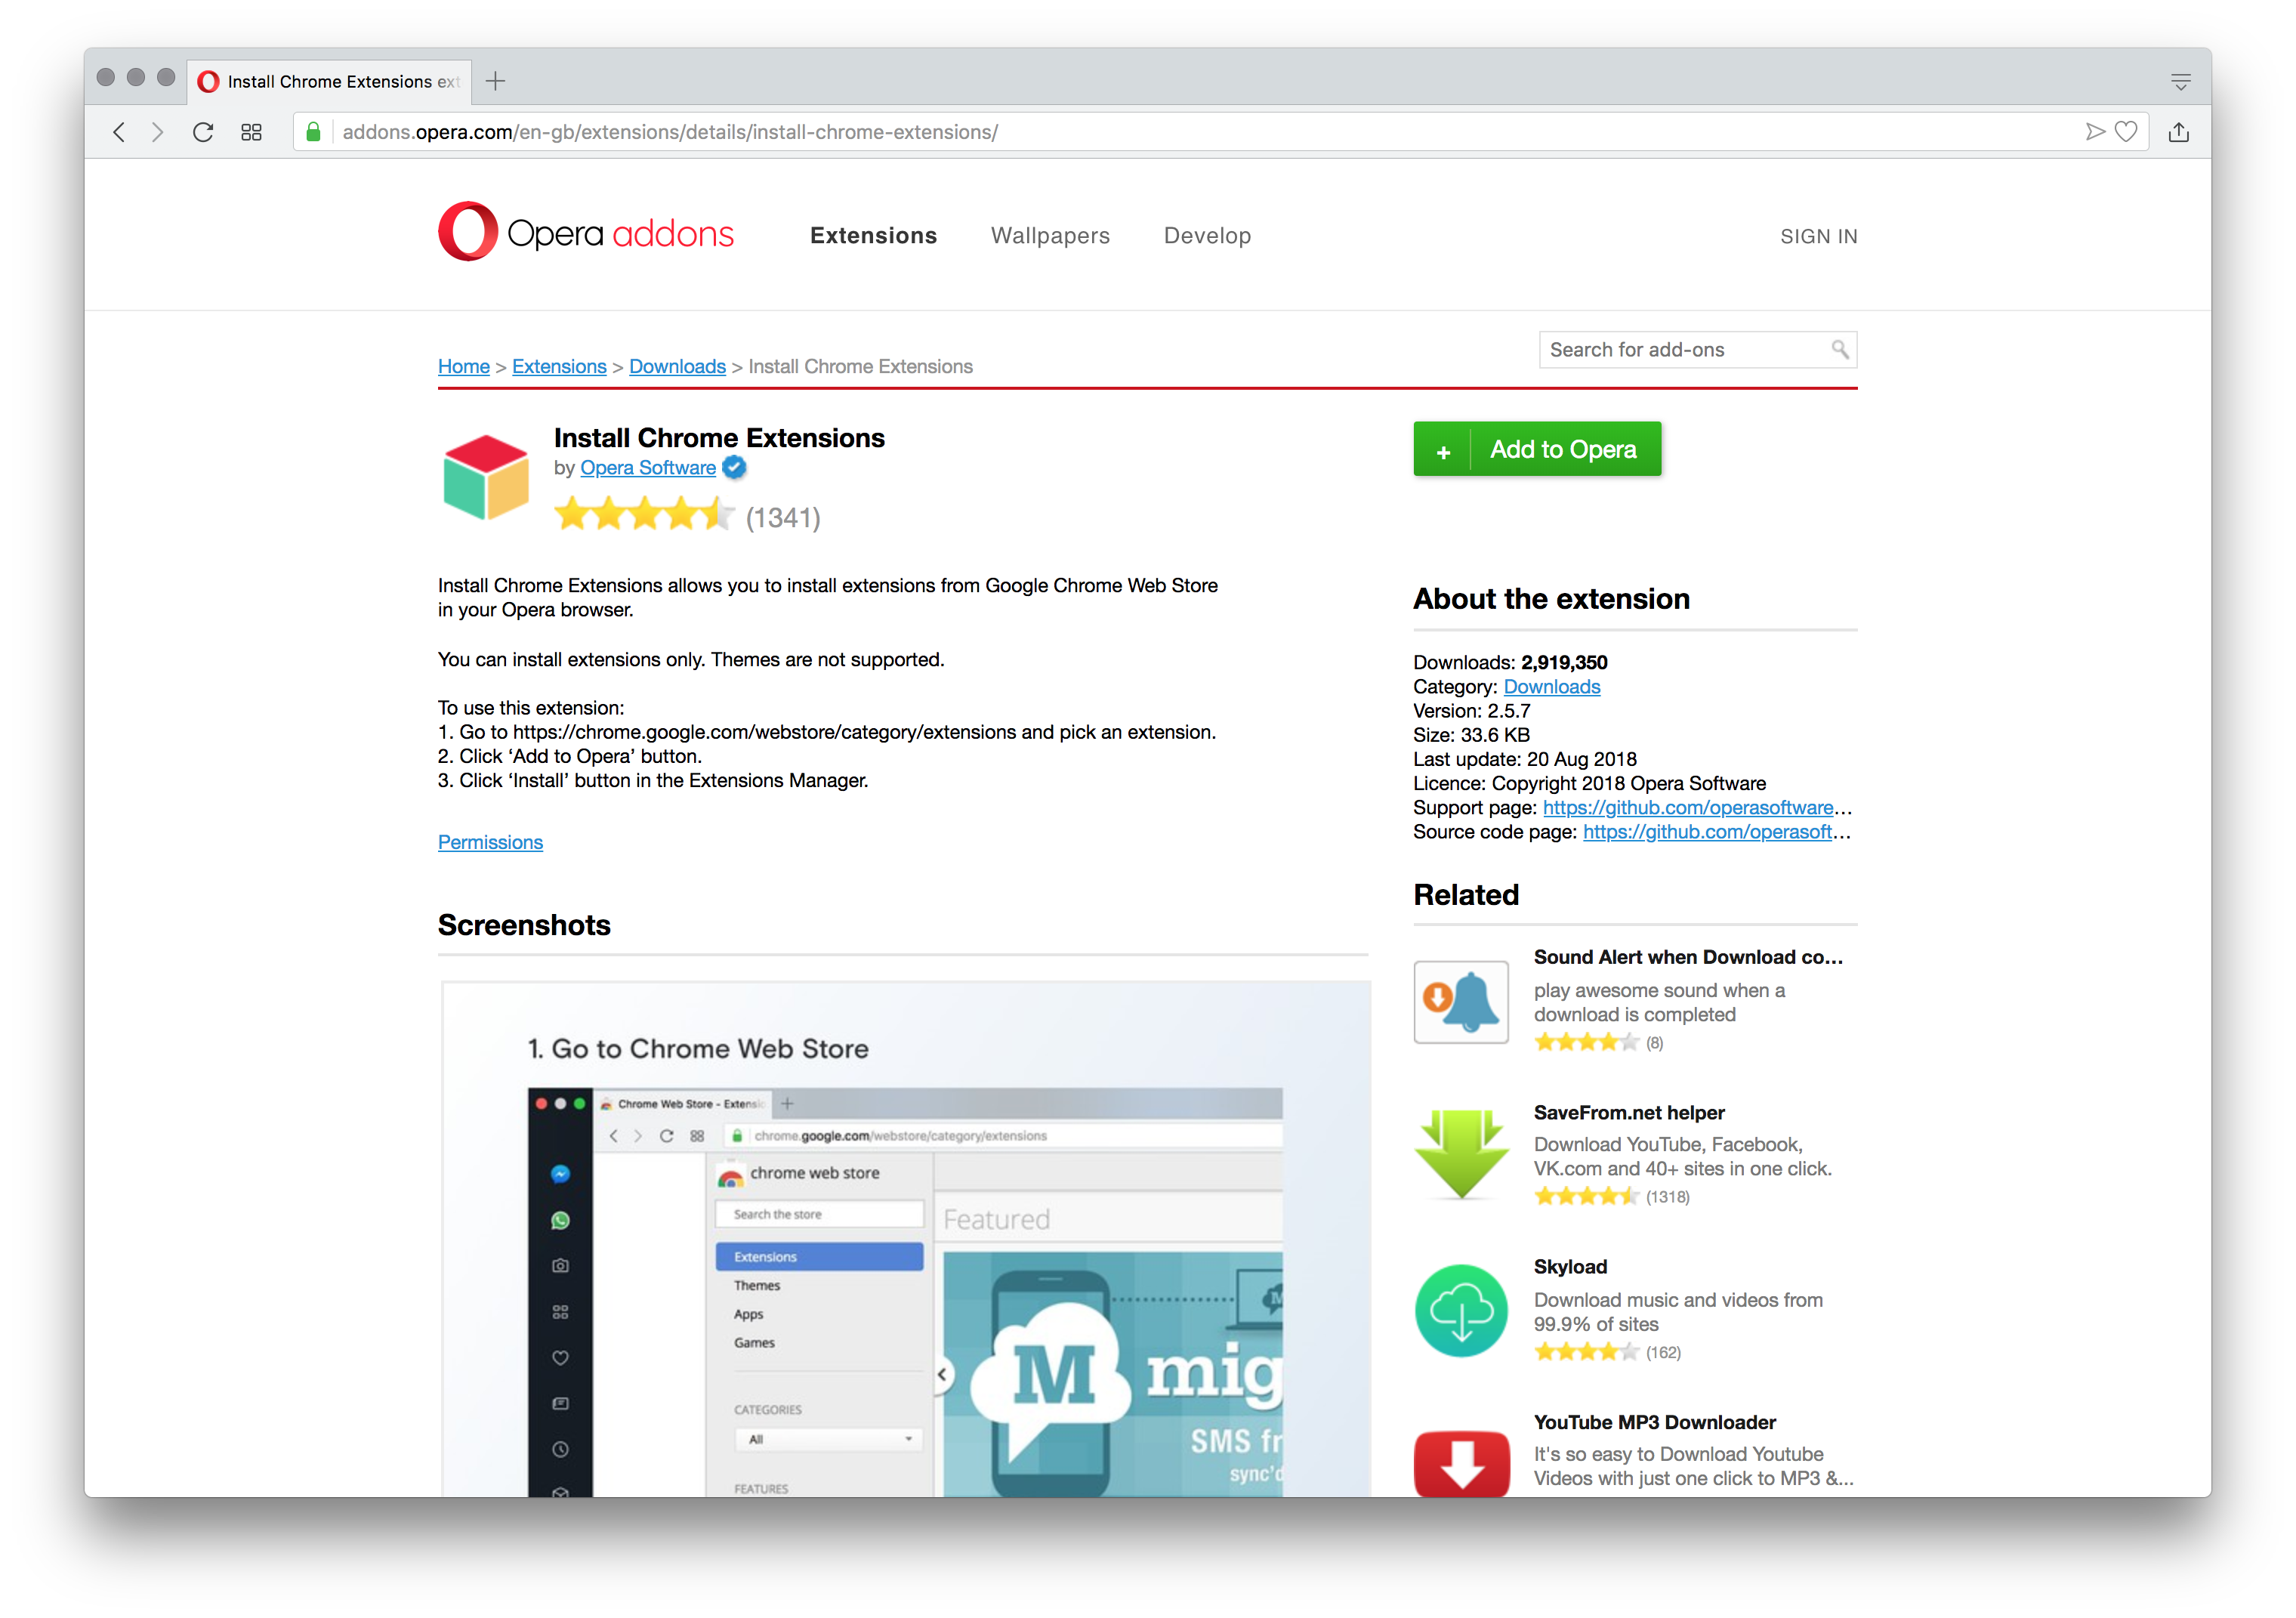 Install Chrome Extensions ext
addons.opera.com/en-gb/extensions/details/install-chrome-extensions/
Opera addons
Extensions
Wallpapers
Develop
SIGN IN
Search for add-ons
Home > Extensions > Downloads > Install Chrome Extensions
Install Chrome Extensions
by Opera Software
(1341)
+ Add to Opera
Install Chrome Extensions allows you to install extensions from Google Chrome Web Store
in your Opera browser.
You can install extensions only. Themes are not supported.
To use this extension:
1. Go to https://chrome.google.com/webstore/category/extensions and pick an extension.
2. Click ‘Add to Opera’ button.
3. Click ‘Install’ button in the Extensions Manager.
Permissions
Screenshots
1. Go to Chrome Web Store
Chrome Web Store - Extensio
chrome.google.com/webstore/category/extensions
chrome web store
Search the store
Extensions
Themes
Apps
Games
CATEGORIES
All
FEATURES
Featured
M
M
mig
SMS fr
sync'd
About the extension
Downloads: 2,919,350
Category: Downloads
Version: 2.5.7
Size: 33.6 KB
Last update: 20 Aug 2018
Licence: Copyright 2018 Opera Software
Support page: https://github.com/operasoftware…
Source code page: https://github.com/operasoft…
Related
Sound Alert when Download co…
play awesome sound when a
download is completed
(8)
SaveFrom.net helper
Download YouTube, Facebook,
VK.com and 40+ sites in one click.
(1318)
Skyload
Download music and videos from
99.9% of sites
(162)
YouTube MP3 Downloader
It's so easy to Download Youtube
Videos with just one click to MP3 &...